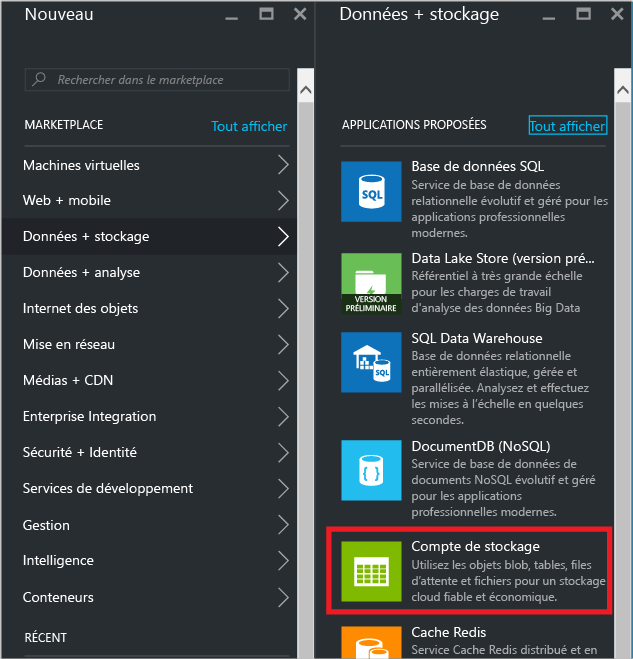 Nouveau
Rechercher dans le marketplace
MARKETPLACE
Tout afficher
Machines virtuelles
Web + mobile
Données + stockage
Données + analyse
Internet des objets
Mise en réseau
Médias + CDN
Enterprise Integration
Sécurité + Identité
Services de développement
Gestion
Intelligence
Conteneurs
RÉCENT
Données + stockage
APPLICATIONS PROPOSÉES
Tout afficher
SQL
Base de données SQL
Service de base de données
relationnelle évolutif et géré pour les
applications professionnelles
modernes.
VERSION
PRÉLIMINAIRE
Data Lake Store (version pré...
Référentiel à très grande échelle
pour les charges de travail
d'analyse des données Big Data
SQL
SQL Data Warehouse
Base de données relationnelle
entièrement élastique, gérée et
parallélisée. Analysez et effectuez
les mises à l'échelle en quelques
secondes.
DocumentDB (NoSQL)
Service de base de données de
documents NoSQL évolutif et géré
pour les applications
professionnelles modernes.
Compte de stockage
Utilisez les objets blob, tables, files
d'attente et fichiers pour un stockage
cloud fiable et économique.
Cache Redis
Service Cache Redis distribué et en